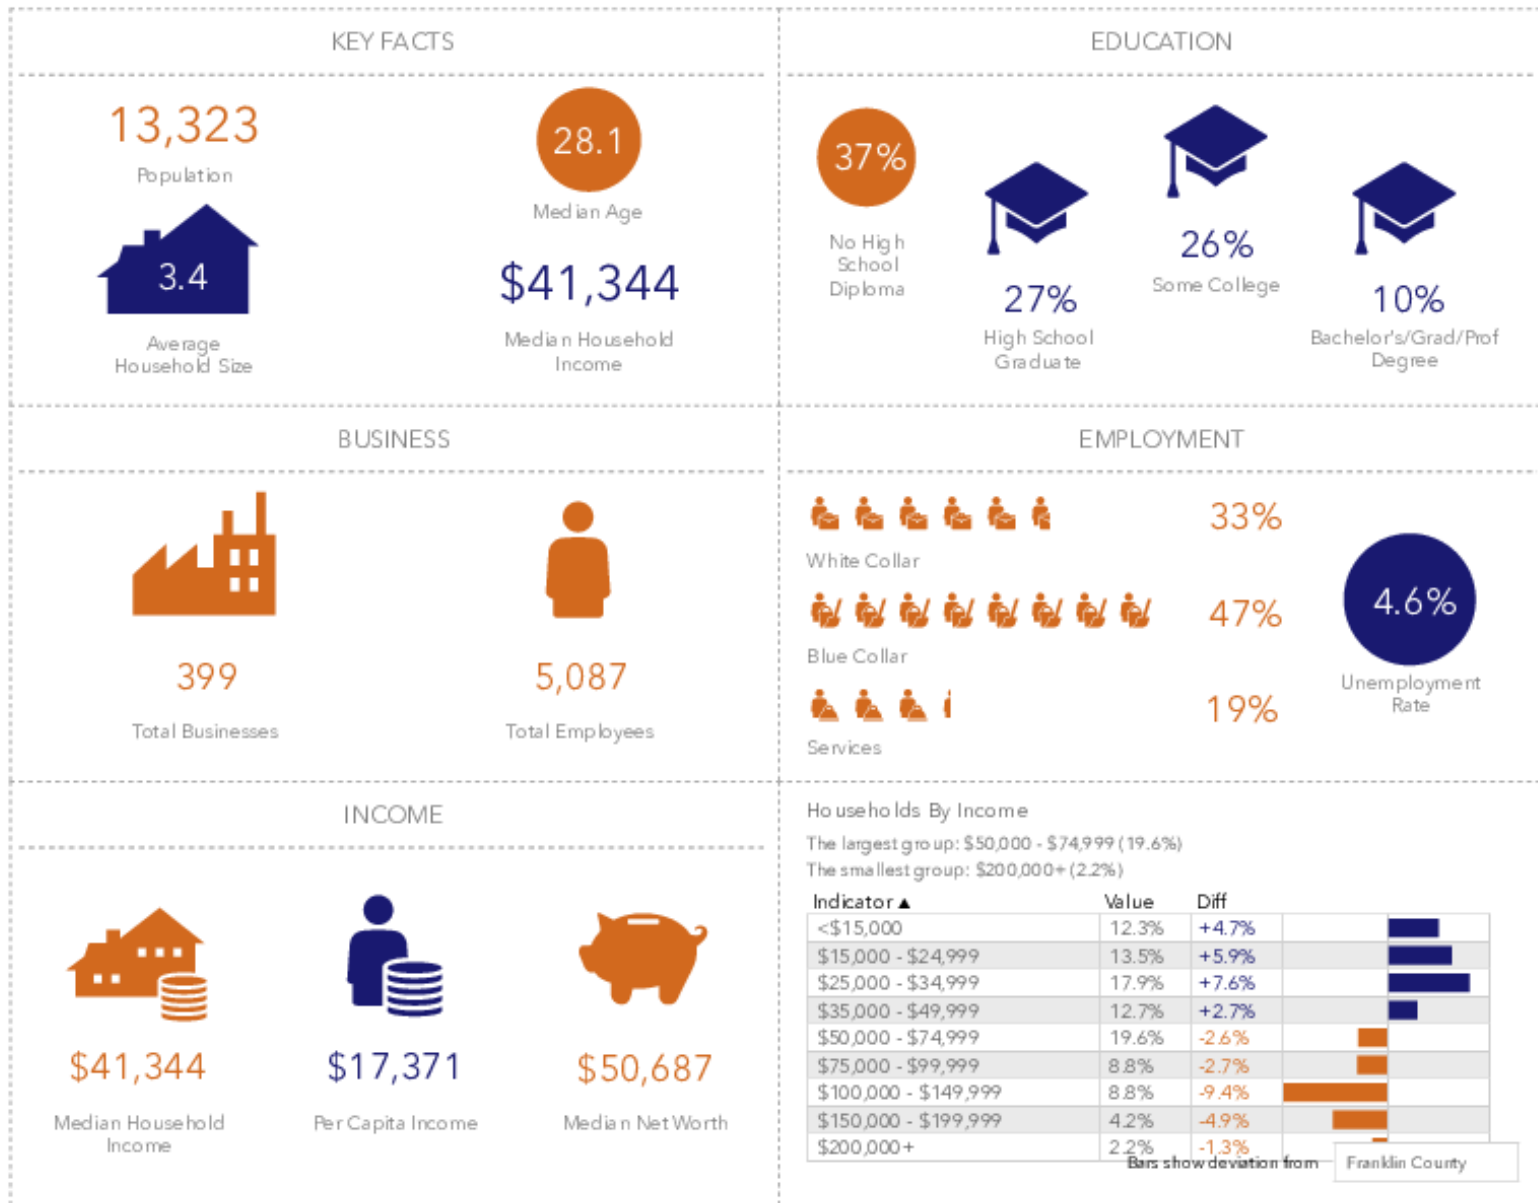 KEY FACTS
13,323
Population
28.1
Median Age
3.4
Average
Household Size
$41,344
Median Household
Income
EDUCATION
37%
No High
School
Diploma
27%
High School
Graduate
26%
Some College
10%
Bachelor's/Grad/Prof
Degree
BUSINESS
399
Total Businesses
5,087
Total Employees
EMPLOYMENT
33%
White Collar
47%
Blue Collar
19%
Services
4.6%
Unemployment
Rate
INCOME
$41,344
Median Household
Income
$17,371
Per Capita Income
$50,687
Median Net Worth
Households By Income
The largest group: $50,000 - $74,999 (19.6%)
The smallest group: $200,000+ (2.2%)
Indicator ▲ Value Diff
<$15,000 12.3% +4.7%
$15,000 - $24,999 13.5% +5.9%
$25,000 - $34,999 17.9% +7.6%
$35,000 - $49,999 12.7% +2.7%
$50,000 - $74,999 19.6% -2.6%
$75,000 - $99,999 8.8% -2.7%
$100,000 - $149,999 8.8% -9.4%
$150,000 - $199,999 4.2% -4.9%
$200,000+ 2.2% -1.3%
Bars show deviation from Franklin County